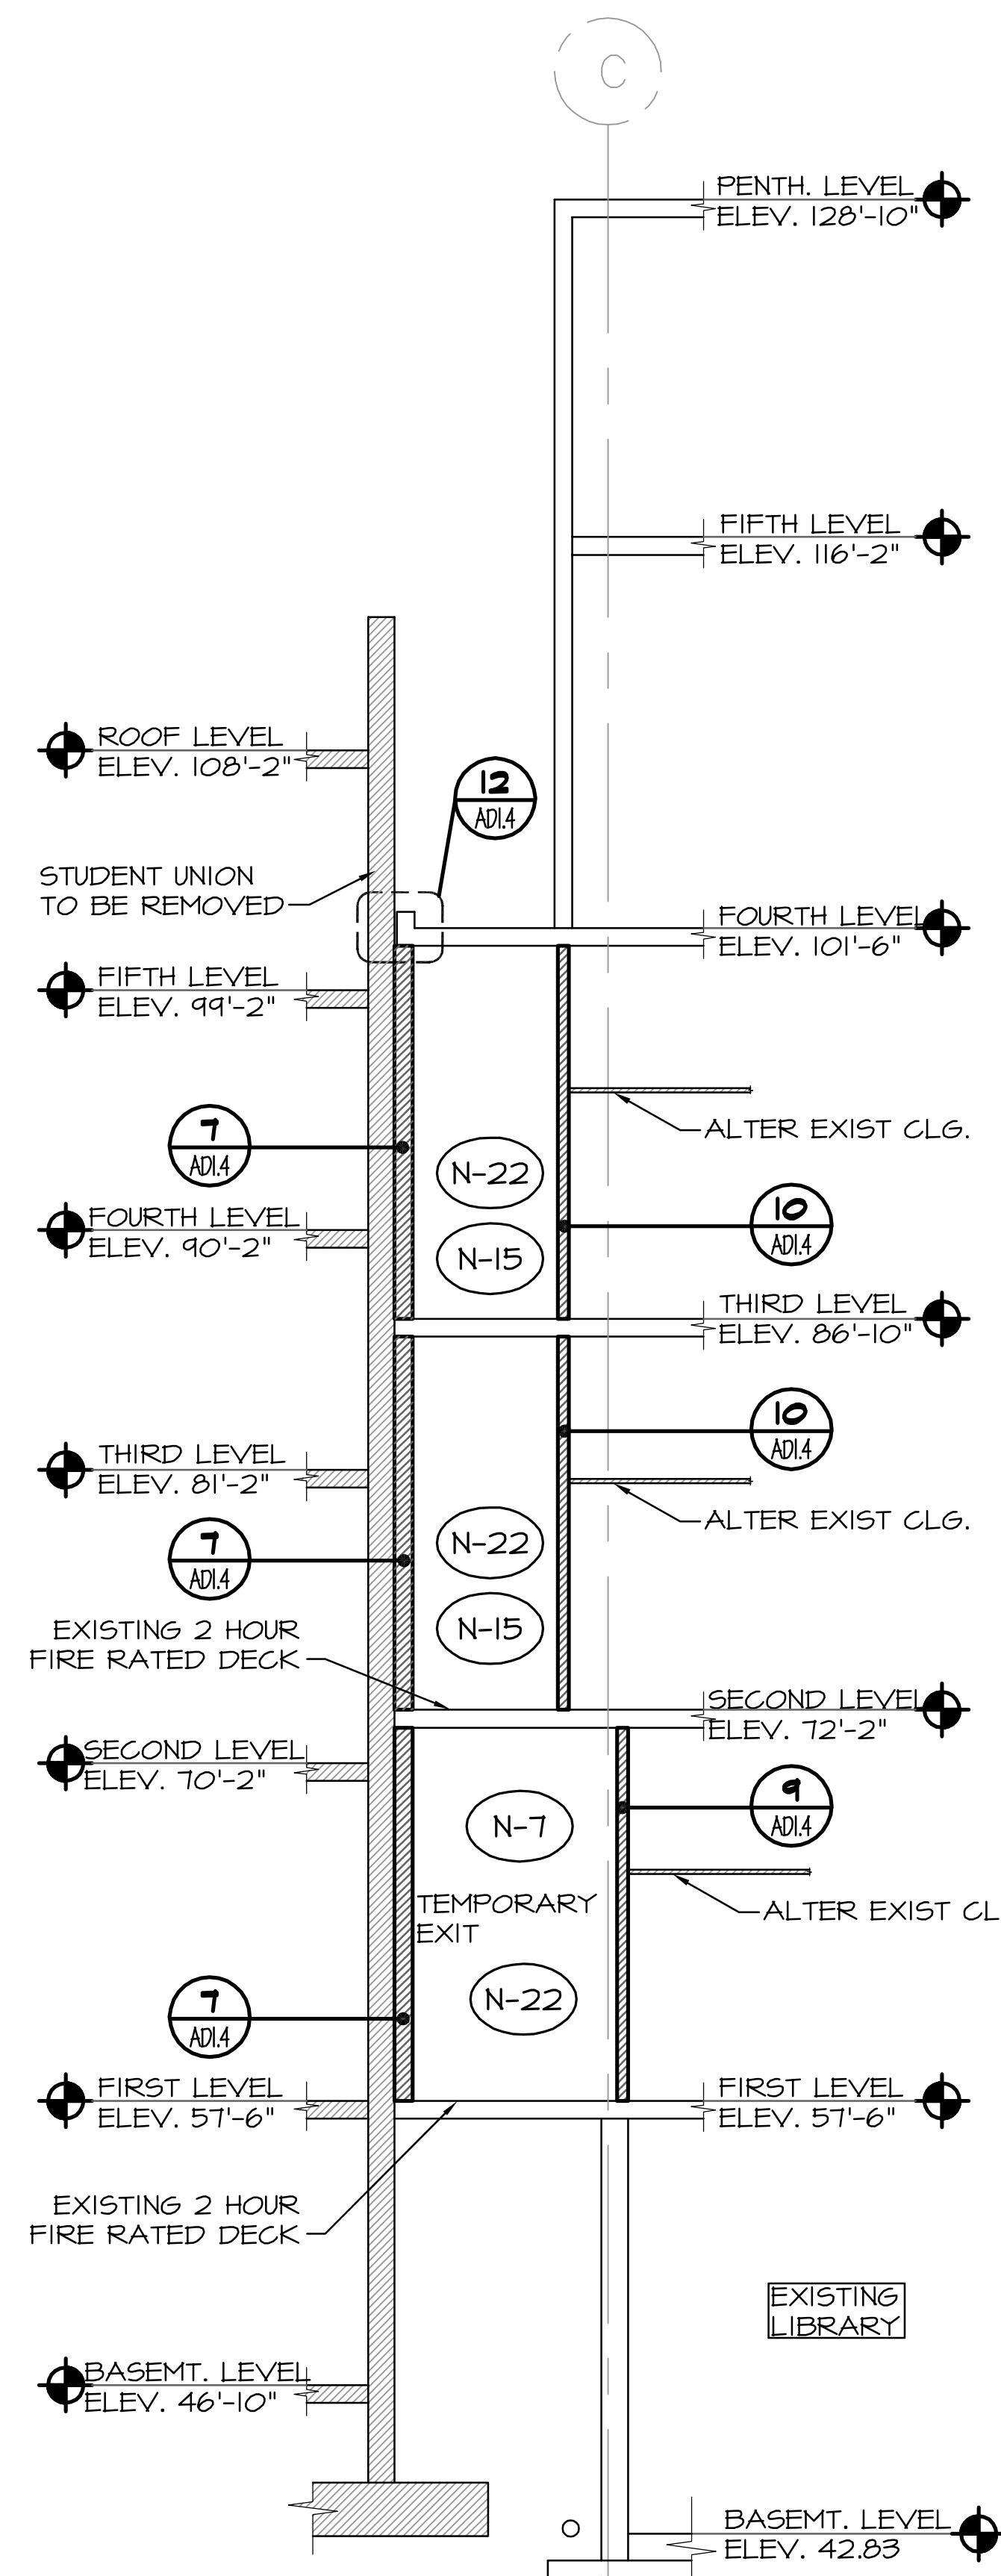 C
PENTH. LEVEL
ELEV. 128'-10"
FIFTH LEVEL
ELEV. 116'-2"
ROOF LEVEL
ELEV. 108'-2"
12
AD1.4
STUDENT UNION
TO BE REMOVED
FOURTH LEVEL
ELEV. 101'-6"
FIFTH LEVEL
ELEV. 99'-2"
7
AD1.4
ALTER EXIST CLG.
N-22
10
AD1.4
FOURTH LEVEL
ELEV. 90'-2"
N-15
THIRD LEVEL
ELEV. 86'-10"
10
AD1.4
THIRD LEVEL
ELEV. 81'-2"
ALTER EXIST CLG.
N-22
7
AD1.4
N-15
EXISTING 2 HOUR
FIRE RATED DECK
SECOND LEVEL
ELEV. 72'-2"
SECOND LEVEL
ELEV. 70'-2"
9
AD1.4
N-7
TEMPORARY
EXIT
ALTER EXIST CL
N-22
7
AD1.4
FIRST LEVEL
ELEV. 57'-6"
FIRST LEVEL
ELEV. 57'-6"
EXISTING 2 HOUR
FIRE RATED DECK
EXISTING
LIBRARY
BASEMT. LEVEL
ELEV. 46'-10"
BASEMT. LEVEL
ELEV. 42.83